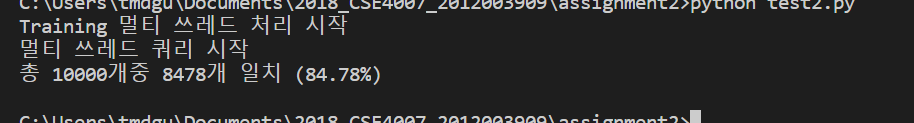 C:\Users\tmdgu\Documents\2018_CSE4007_2012003909\assignment2>python test2.py
Training 멀티 쓰레드 처리 시작
멀티 쓰레드 쿼리 시작
총 10000개중 8478개 일치 (84.78%)
C:\Users\tmdgu\Documents\2018_CSE4007_2012003909\assignment2>